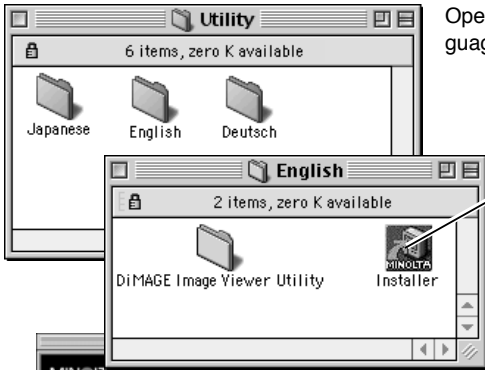 Utility
6 items, zero K available
Japanese English Deutsch
English
2 items, zero K available
MINOLTA
DiMAGE Image Viewer Utility Installer